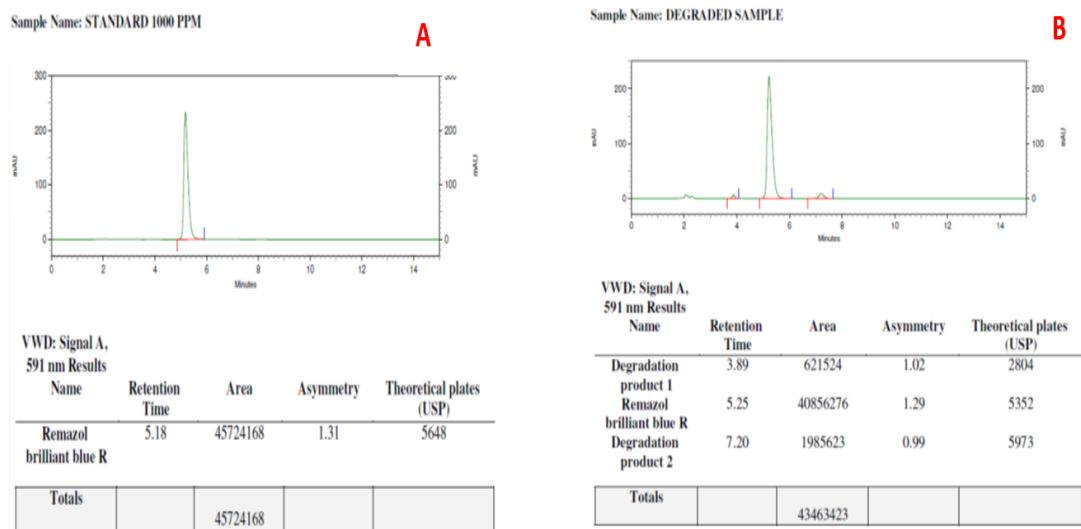 Sample Name: STANDARD 1000 PPM
A
300
200
100
0
mAU
300
200
100
0
mAU
0 2 4 6 8 10 12 14
Minutes
VWD: Signal A,
591 nm Results
Name Retention Time Area Asymmetry Theoretical plates (USP)
Remazol brilliant blue R 5.18 45724168 1.31 5648
Totals
45724168
Sample Name: DEGRADED SAMPLE
B
200
100
0
mAU
200
100
0
mAU
0 2 4 6 8 10 12 14
Minutes
VWD: Signal A,
591 nm Results
Name Retention Time Area Asymmetry Theoretical plates (USP)
Degradation product 1 3.89 621524 1.02 2804
Remazol brilliant blue R 5.25 40856276 1.29 5352
Degradation product 2 7.20 1985623 0.99 5973
Totals
43463423